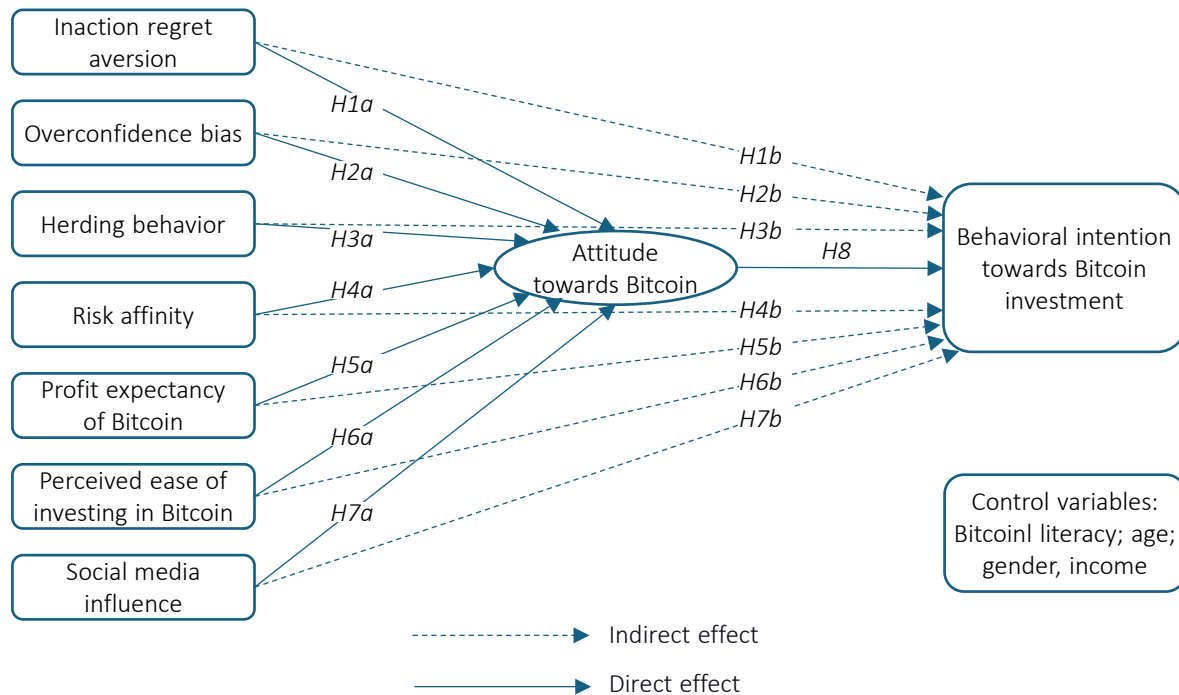 Inaction regret
aversion
Overconfidence bias
Herding behavior
Risk affinity
Profit expectancy
of Bitcoin
Perceived ease of
investing in Bitcoin
Social media
influence
H1a
H2a
H3a
H4a
H5a
H6a
H7a
Attitude
towards Bitcoin
H1b
H2b
H3b
H8
H4b
H5b
H6b
H7b
Behavioral intention
towards Bitcoin
investment
Control variables:
Bitcoinl literacy; age;
gender, income
Indirect effect
Direct effect